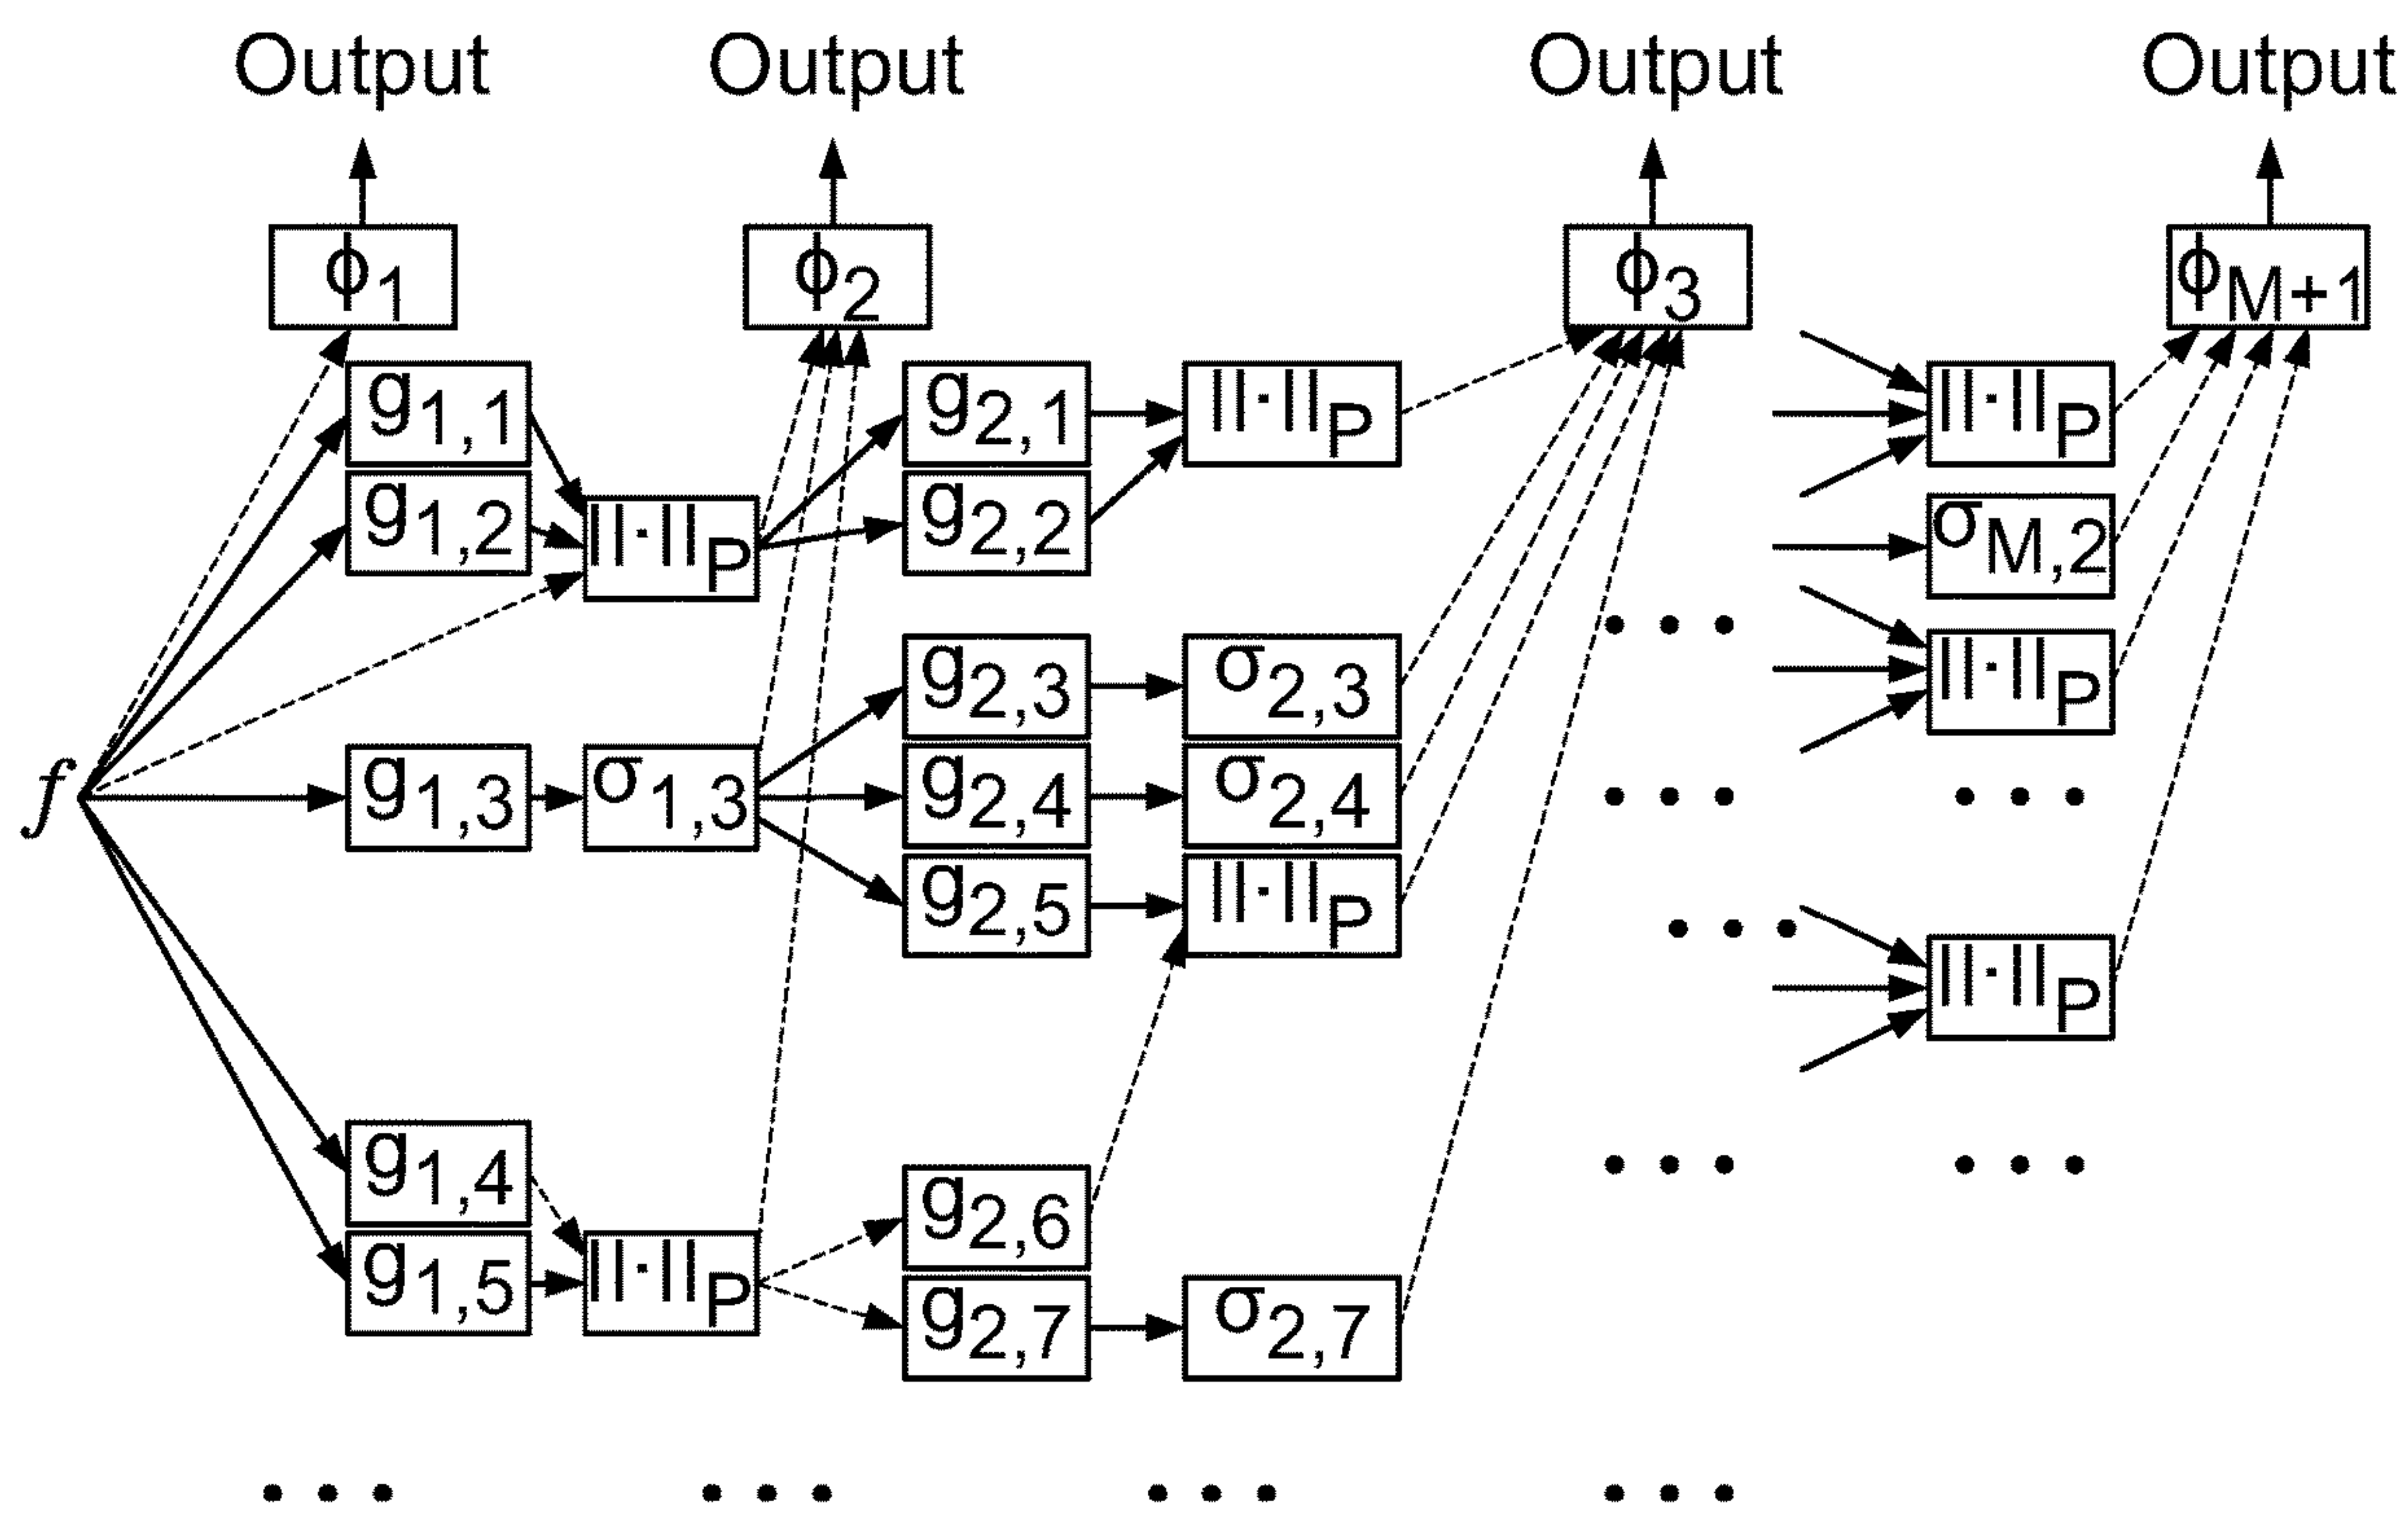 Output Output Output Output
ϕ1 ϕ2 ϕ3 ϕM+1
g1,1 g2,1 ||·||P ||·||P
g1,2 ||·||P g2,2 σM,2
g2,3 σ2,3 ||·||P
f g1,3 σ1,3 g2,4 σ2,4
g2,5 ||·||P
||·||P
g1,4 g2,6
g1,5 ||·||P g2,7 σ2,7